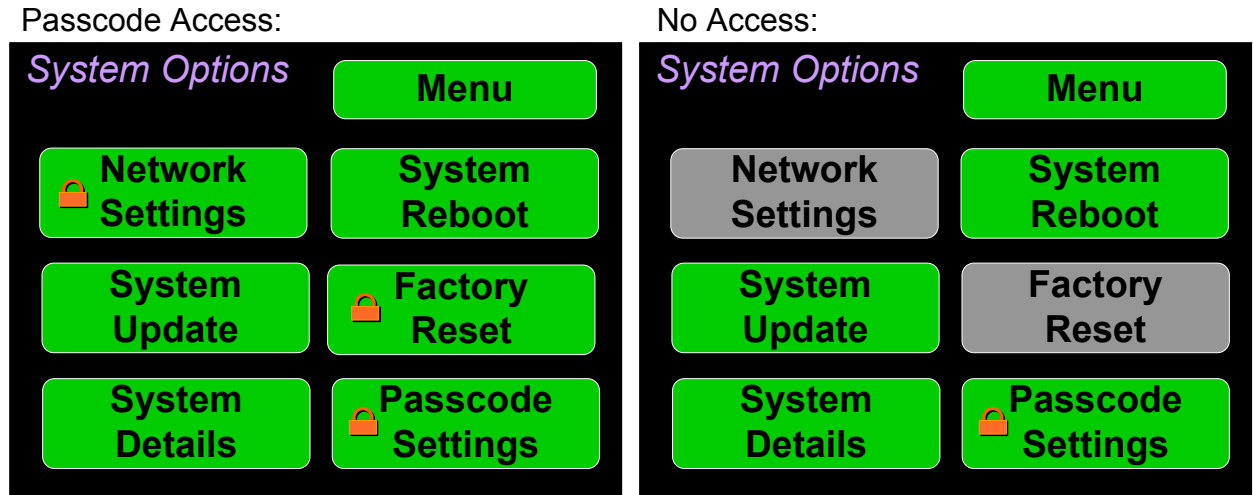 Passcode Access:
System Options
Menu
Network
Settings
System
Reboot
System
Update
Factory
Reset
System
Details
Passcode
Settings
No Access:
System Options
Menu
Network
Settings
System
Reboot
System
Update
Factory
Reset
System
Details
Passcode
Settings